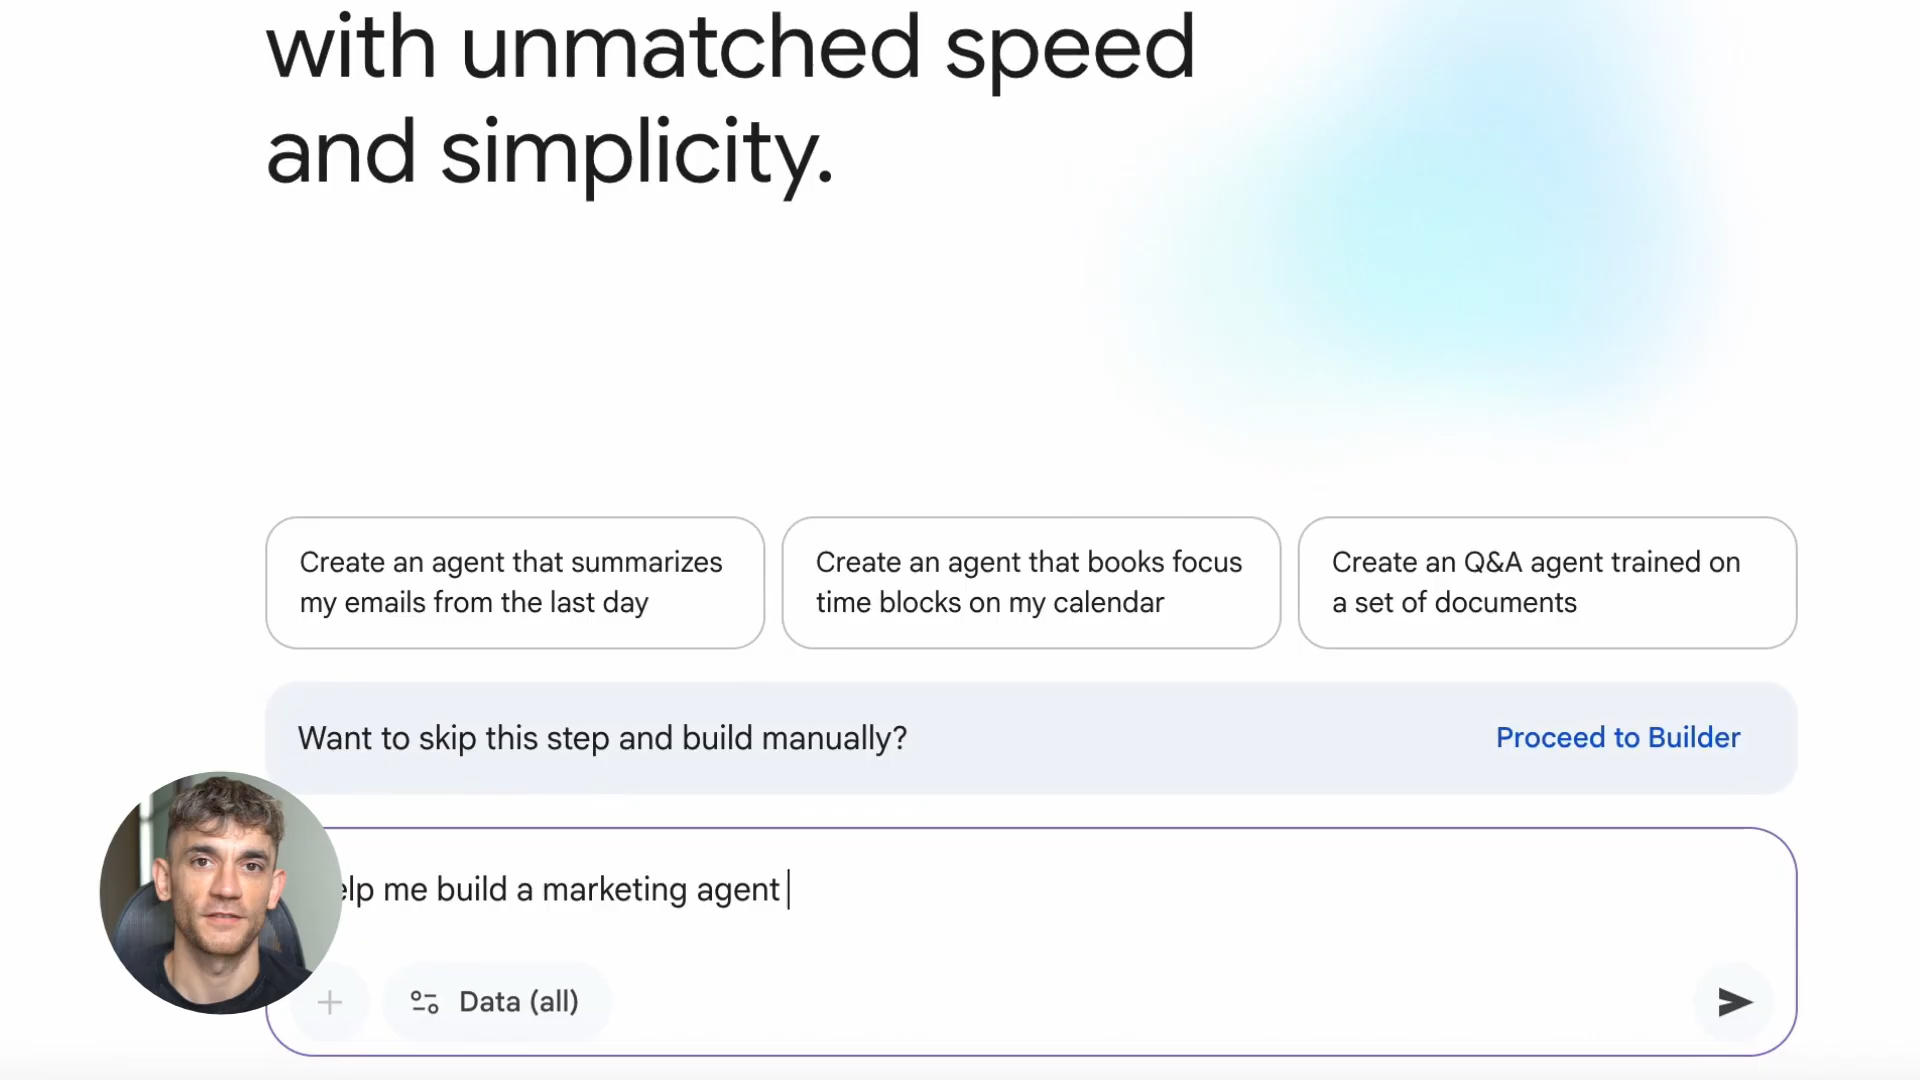 with unmatched speed
and simplicity.
Create an agent that summarizes
my emails from the last day
Create an agent that books focus
time blocks on my calendar
Create an Q&A agent trained on
a set of documents
Want to skip this step and build manually?
Proceed to Builder
elp me build a marketing agent
Data (all)